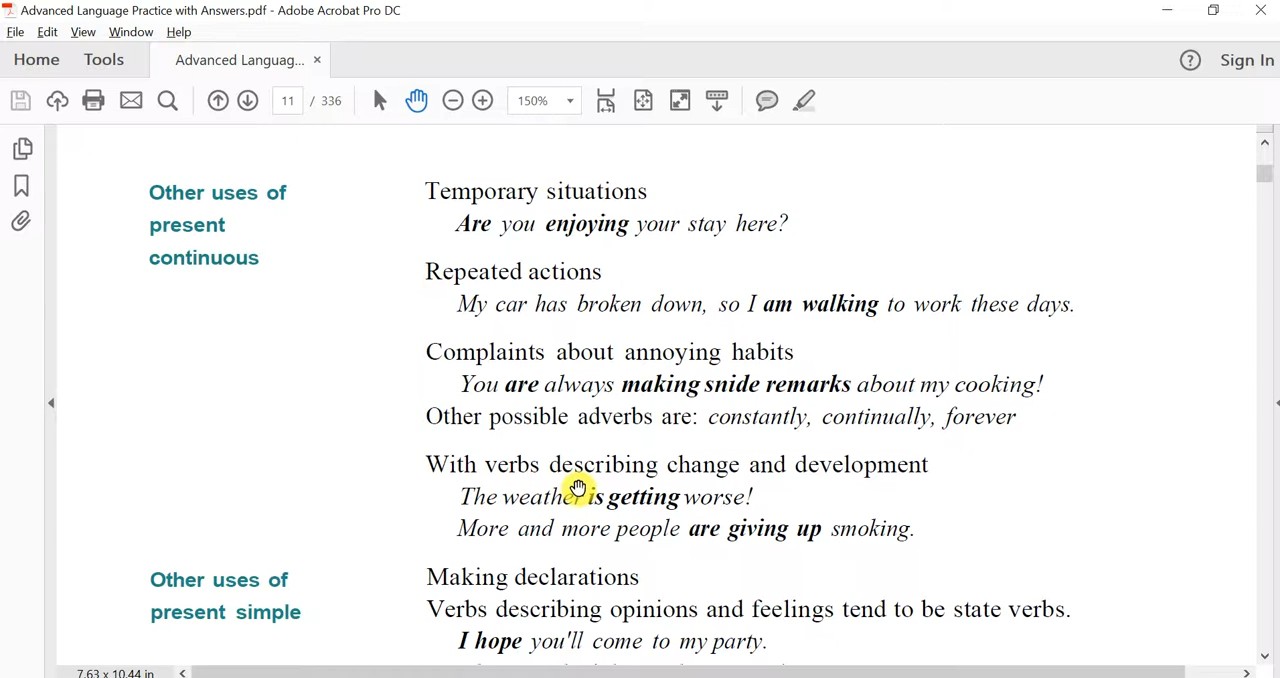 Advanced Language Practice with Answers.pdf - Adobe Acrobat Pro DC
File Edit View Window Help
Home Tools Advanced Languag... ×
? Sign In
11 / 336 150%
Other uses of
present
continuous
Temporary situations
Are you enjoying your stay here?
Repeated actions
My car has broken down, so I am walking to work these days.
Complaints about annoying habits
You are always making snide remarks about my cooking!
Other possible adverbs are: constantly, continually, forever
With verbs describing change and development
The weather is getting worse!
More and more people are giving up smoking.
Other uses of
present simple
Making declarations
Verbs describing opinions and feelings tend to be state verbs.
I hope you'll come to my party.
7.63 x 10.44 in